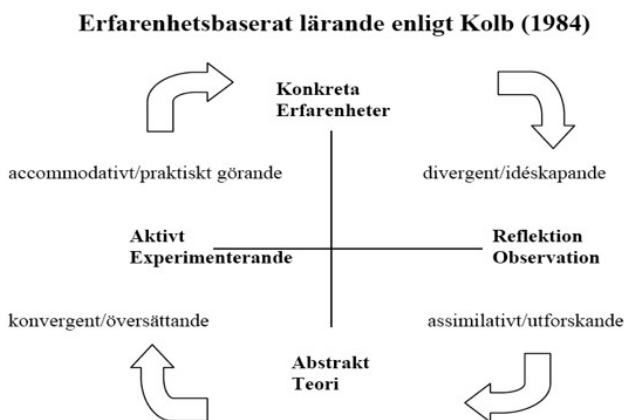 Erfarenhetsbaserat lärande enligt Kolb (1984)
Konkreta
Erfarenheter
accommodativt/praktiskt görande
divergent/idéskapande
Aktivt
Experimenterande
Reflektion
Observation
konvergent/översättande
assimilativt/utforskande
Abstrakt
Teori